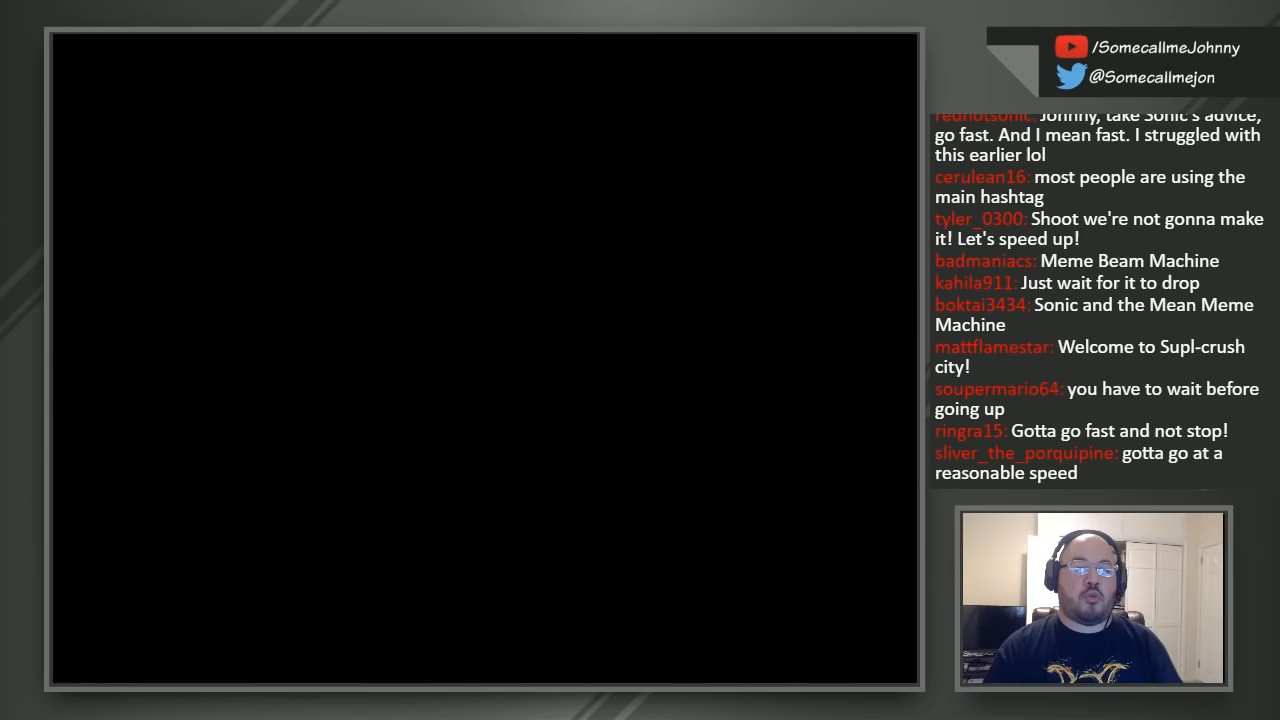 /SomecallmeJohnny
@Somecallmejon
rednotsonic: Johnny, take Sonic's advice,
go fast. And I mean fast. I struggled with
this earlier lol
cerulean16: most people are using the
main hashtag
tyler_0300: Shoot we're not gonna make
it! Let's speed up!
badmaniacs: Meme Beam Machine
kahila911: Just wait for it to drop
boktai3434: Sonic and the Mean Meme
Machine
mattflamestar: Welcome to Supl-crush
city!
soupermario64: you have to wait before
going up
ringra15: Gotta go fast and not stop!
sliver_the_porquipine: gotta go at a
reasonable speed